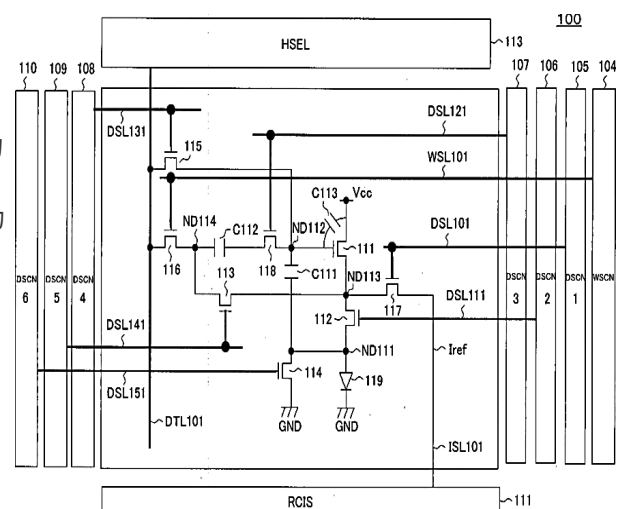 100
HSEL
113
110
109
108
107
106
105
104
DSL131
DSL121
115
WSL101
C113
Vcc
ND114
C112
ND112
111
DSL101
116
118
C111
ND113
113
117
DSL111
DSCN
6
DSCN
5
DSCN
4
DSCN
3
DSCN
2
DSCN
1
WSCN
112
DSL141
Iref
ND111
DSL151
114
119
GND
GND
DTL101
ISL101
RCIS
111